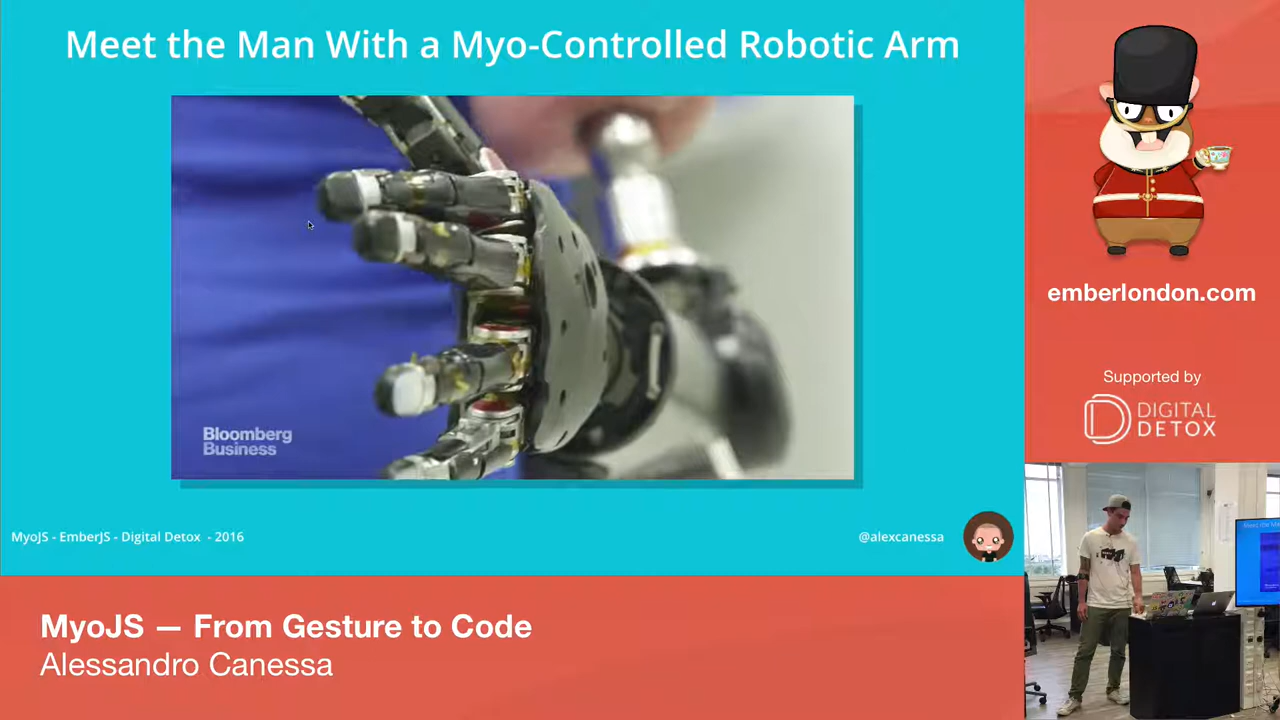 Meet the Man With a Myo-Controlled Robotic Arm
Bloomberg
Business
MyoJS - EmberJS - Digital Detox - 2016
@alexcanessa
emberlondon.com
Supported by
DIGITAL
DETOX
MyoJS — From Gesture to Code
Alessandro Canessa